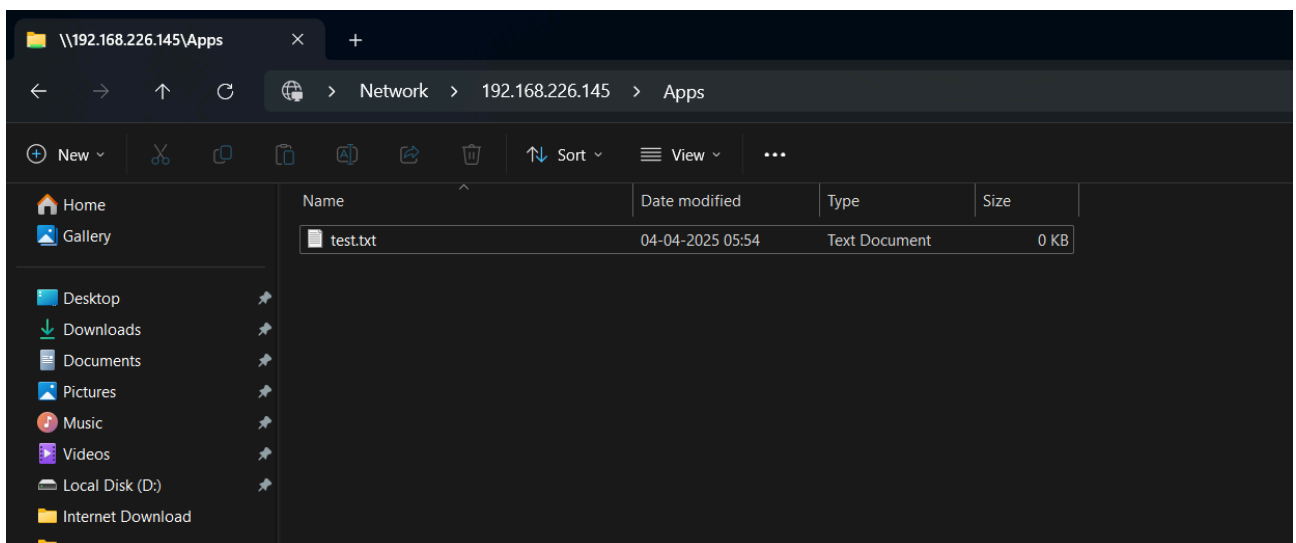 \\192.168.226.145\Apps
Network > 192.168.226.145 > Apps
New Sort View
Name Date modified Type Size
test.txt 04-04-2025 05:54 Text Document 0 KB
Home
Gallery
Desktop
Downloads
Documents
Pictures
Music
Videos
Local Disk (D:)
Internet Download